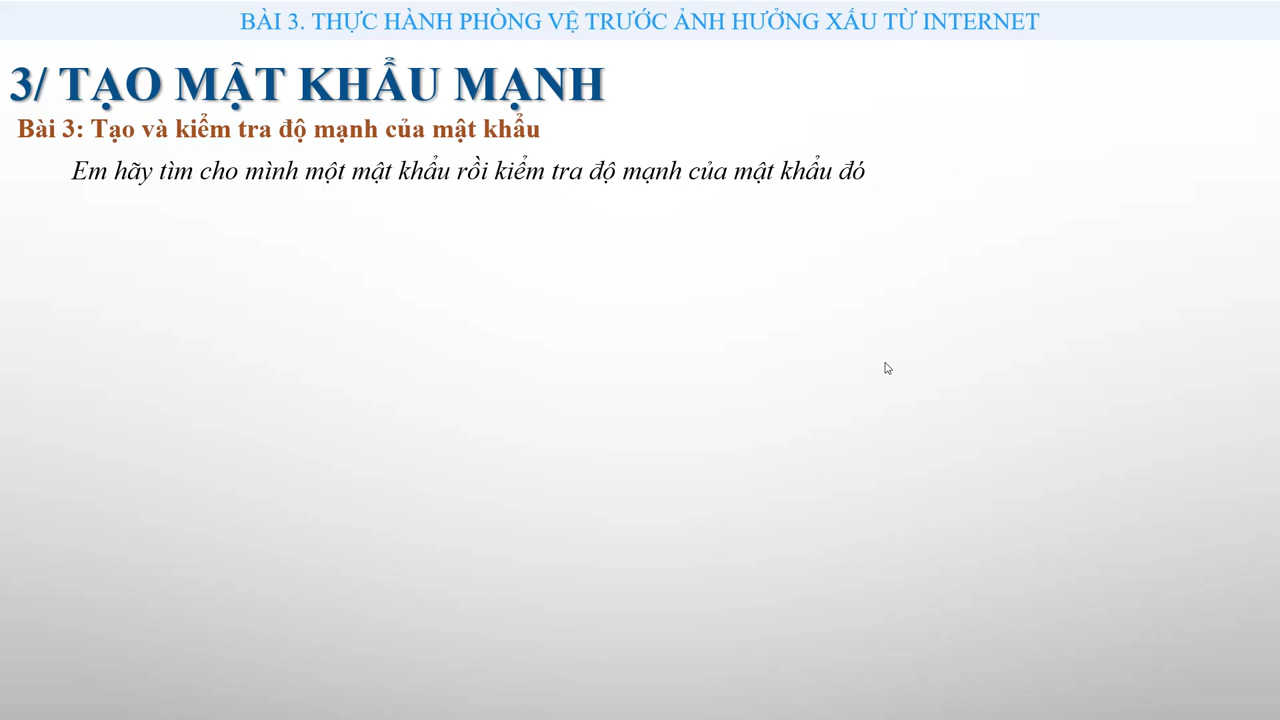 BÀI 3. THỰC HÀNH PHÒNG VỆ TRƯỚC ẢNH HƯỞNG XẤU TỪ INTERNET
3/ TẠO MẬT KHẨU MẠNH
Bài 3: Tạo và kiểm tra độ mạnh của mật khẩu
Em hãy tìm cho mình một mật khẩu rồi kiểm tra độ mạnh của mật khẩu đó